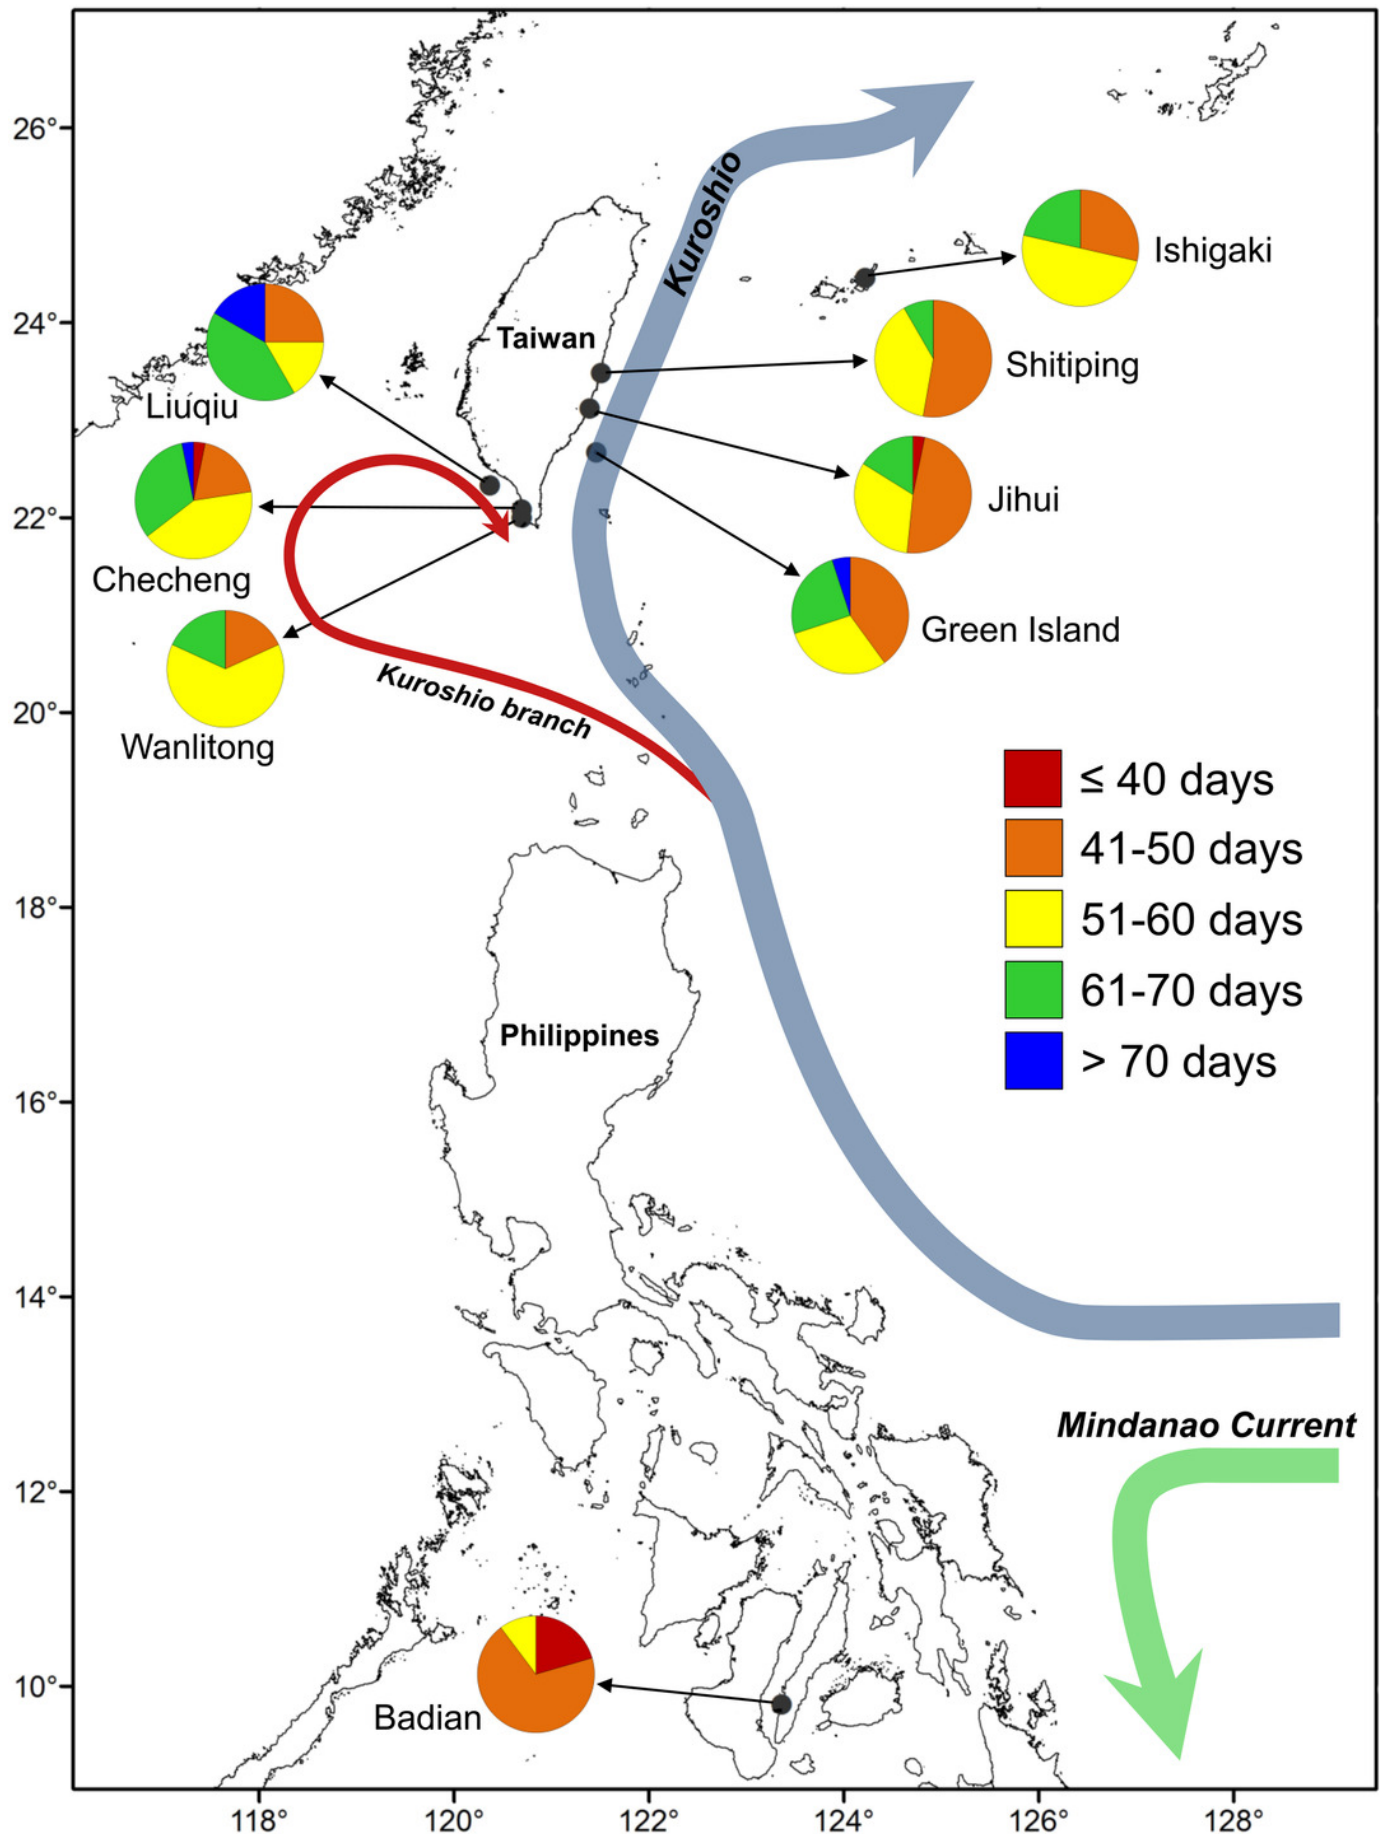 26°
24°
22°
20°
18°
16°
14°
12°
10°
118°
120°
122°
124°
126°
128°
Kuroshio
Ishigaki
Taiwan
Shitiping
Liuqiu
Jihui
Checheng
Green Island
Kuroshio branch
Wanlitong
≤ 40 days
41-50 days
51-60 days
61-70 days
> 70 days
Philippines
Mindanao Current
Badian